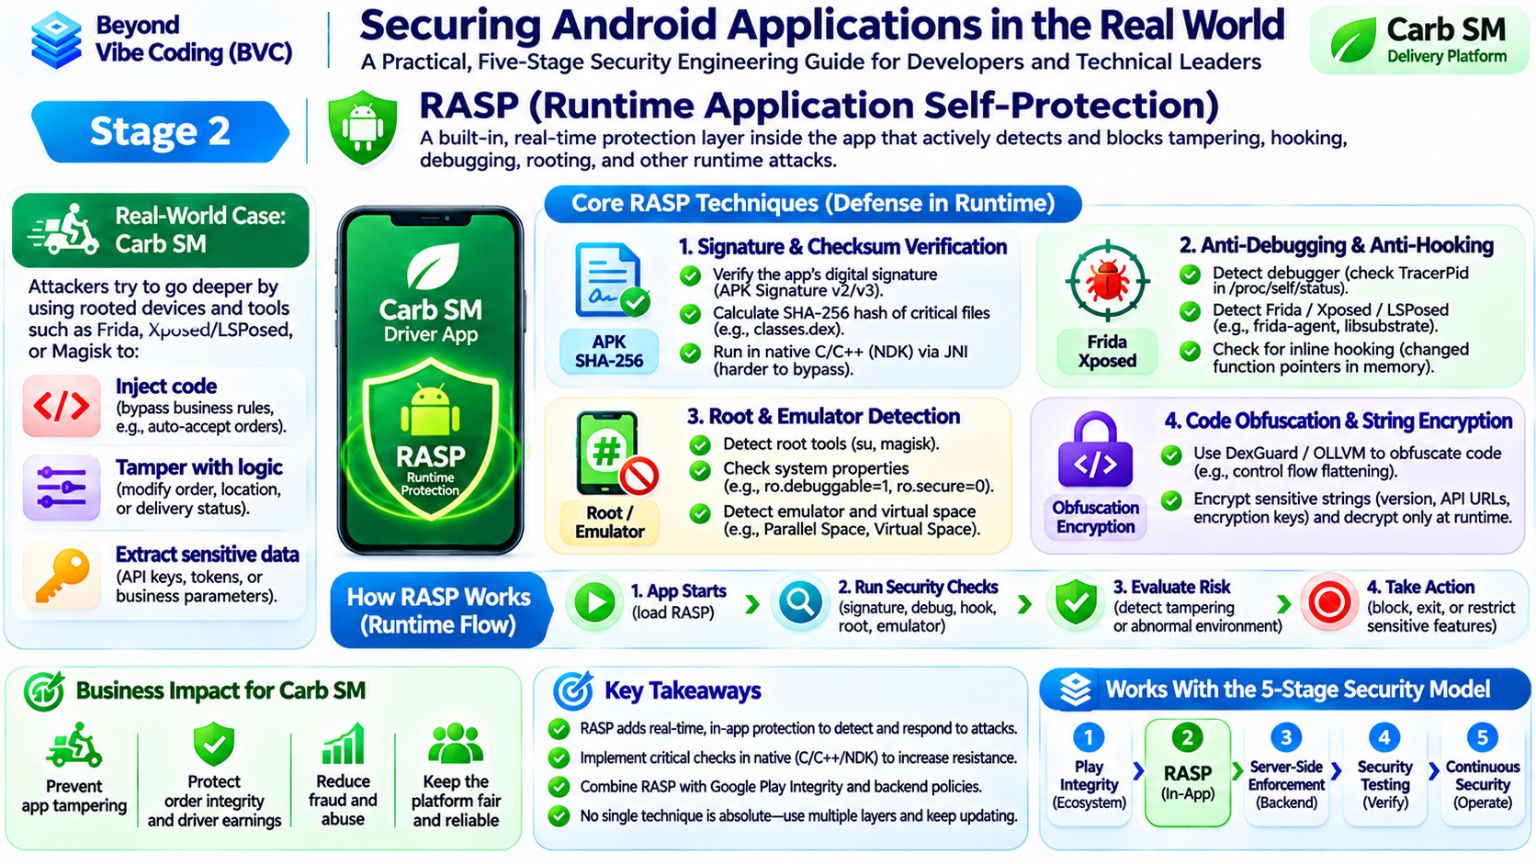 Beyond
Vibe Coding (BVC)
Securing Android Applications in the Real World
A Practical, Five-Stage Security Engineering Guide for Developers and Technical Leaders
Carb SM
Delivery Platform
Stage 2
RASP (Runtime Application Self-Protection)
A built-in, real-time protection layer inside the app that actively detects and blocks tampering, hooking,
debugging, rooting, and other runtime attacks.
Real-World Case:
Carb SM
Attackers try to go deeper by
using rooted devices and tools
such as Frida, Xposed/LSPosed,
or Magisk to:
</>
Inject code
(bypass business rules,
e.g., auto-accept orders).
Tamper with logic
(modify order, location,
or delivery status).
Extract sensitive data
(API keys, tokens, or
business parameters).
Carb SM
Driver App
RASP
Runtime
Protection
Core RASP Techniques (Defense in Runtime)
APK
SHA-256
1. Signature & Checksum Verification
Verify the app's digital signature
(APK Signature v2/v3).
Calculate SHA-256 hash of critical files
(e.g., classes.dex).
Run in native C/C++ (NDK) via JNI
(harder to bypass).
Frida
Xposed
2. Anti-Debugging & Anti-Hooking
Detect debugger (check TracerPid
in /proc/self/status).
Detect Frida / Xposed / LSPosed
(e.g., frida-agent, libsubstrate).
Check for inline hooking (changed
function pointers in memory).
#
Root /
Emulator
3. Root & Emulator Detection
Detect root tools (su, magisk).
Check system properties
(e.g., ro.debuggable=1, ro.secure=0).
Detect emulator and virtual space
(e.g., Parallel Space, Virtual Space).
</>
Obfuscation
Encryption
4. Code Obfuscation & String Encryption
Use DexGuard / OLLVM to obfuscate code
(e.g., control flow flattening).
Encrypt sensitive strings (version, API URLs,
encryption keys) and decrypt only at runtime.
How RASP Works
(Runtime Flow)
1. App Starts
(load RASP)
2. Run Security Checks
(signature, debug, hook,
root, emulator)
3. Evaluate Risk
(detect tampering
or abnormal environment)
4. Take Action
(block, exit, or restrict
sensitive features)
Business Impact for Carb SM
Prevent
app tampering
Protect
order integrity
and driver earnings
Reduce
fraud and
abuse
Keep the
platform fair
and reliable
Key Takeaways
RASP adds real-time, in-app protection to detect and respond to attacks.
Implement critical checks in native (C/C++/NDK) to increase resistance.
Combine RASP with Google Play Integrity and backend policies.
No single technique is absolute—use multiple layers and keep updating.
Works With the 5-Stage Security Model
1
Play
Integrity
(Ecosystem)
2
RASP
(In-App)
3
Server-Side
Enforcement
(Backend)
4
Security
Testing
(Verify)
5
Continuous
Security
(Operate)